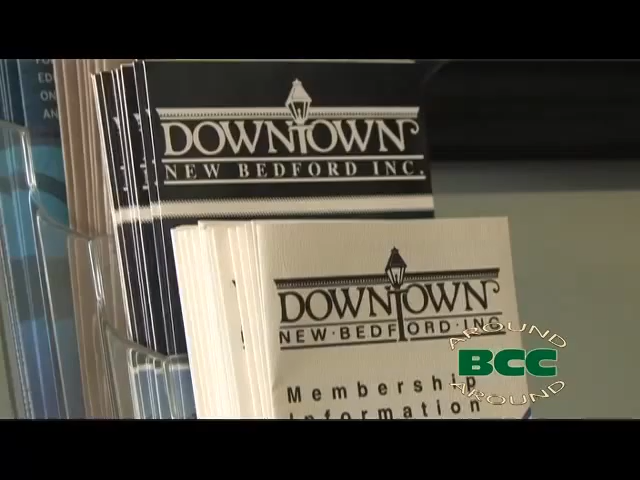 DOWNTOWN
NEW BEDFORD INC.
DOWNTOWN
NEW·BEDFORD·INC
Membership
Information
AROUND
BCC
AROUND